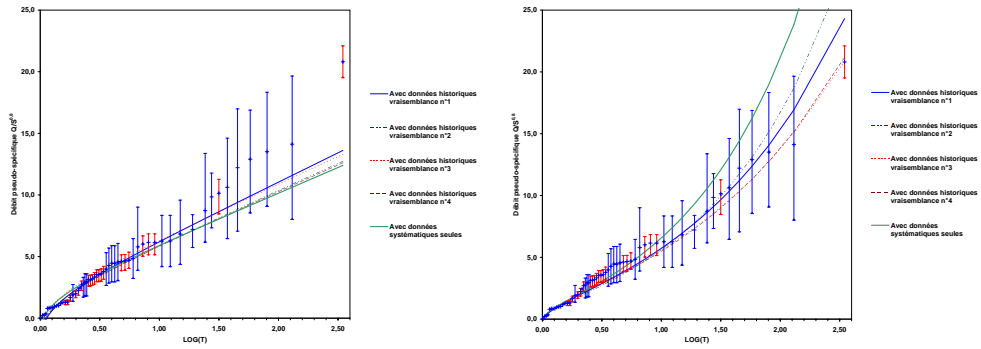 25,0
20,0
15,0
10,0
5,0
0,0
Débit pseudo-spécifique Q/S^0,8
0,00 0,50 1,00 1,50 2,00 2,50
LOG(T)
Avec données historiques
vraisemblance n°1
Avec données historiques
vraisemblance n°2
Avec données historiques
vraisemblance n°3
Avec données historiques
vraisemblance n°4
Avec données
systématiques seules
25,0
20,0
15,0
10,0
5,0
0,0
Débit pseudo-spécifique Q/S^0,8
0,00 0,50 1,00 1,50 2,00 2,50
LOG(T)
Avec données historiques
vraisemblance n°1
Avec données historiques
vraisemblance n°2
Avec données historiques
vraisemblance n°3
Avec données historiques
vraisemblance n°4
Avec données
systématiques seules